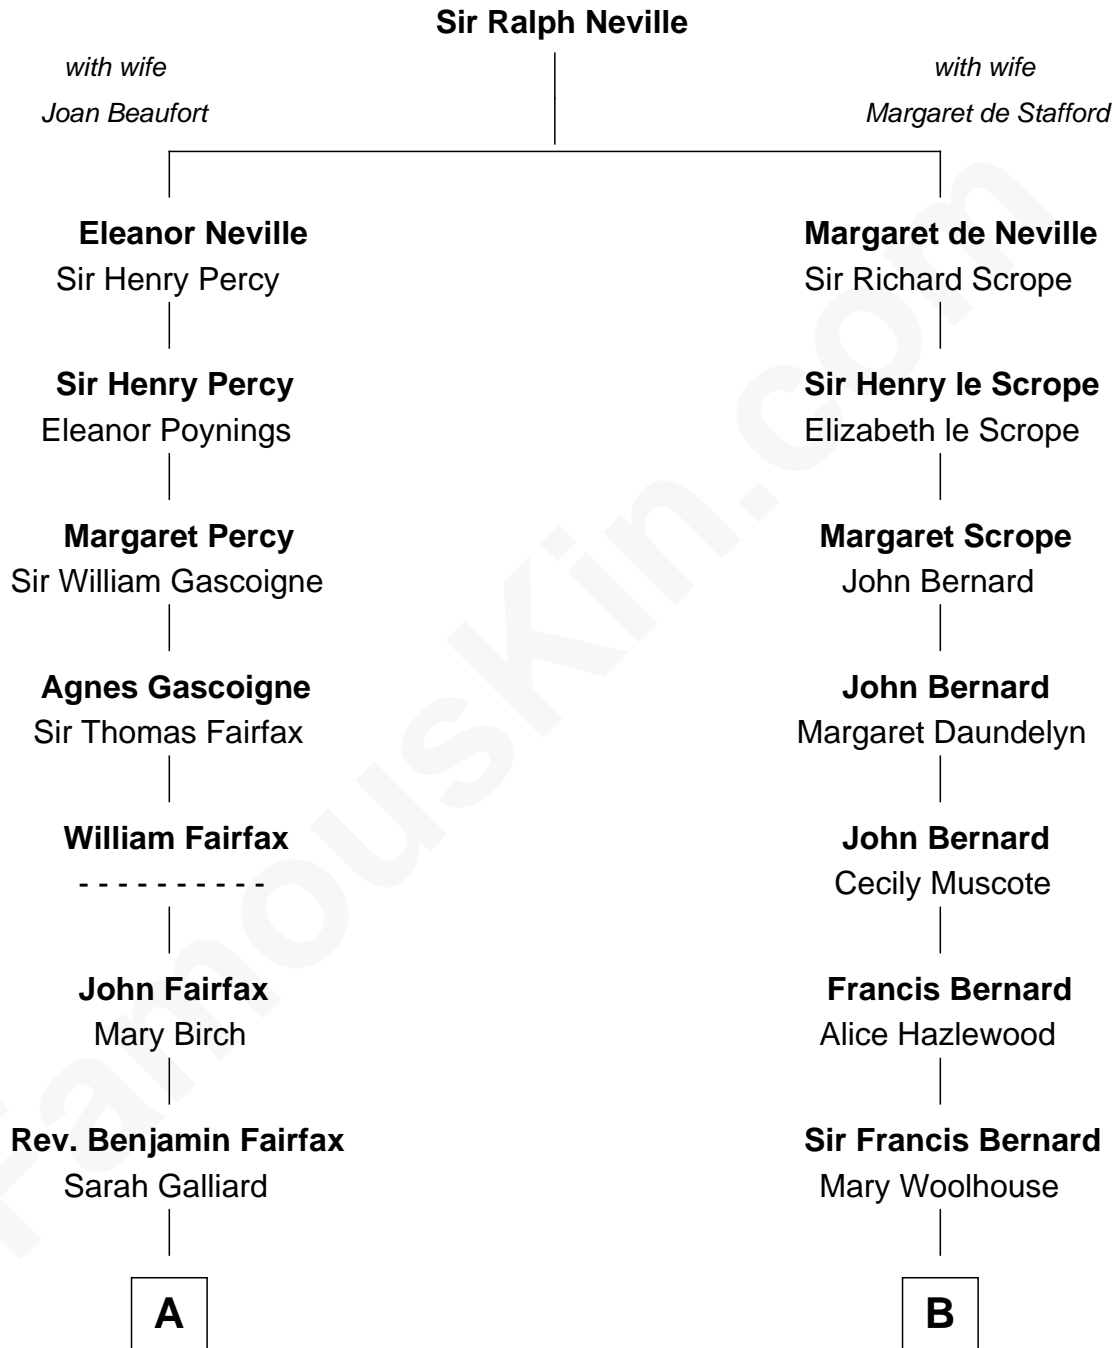 Sir Ralph Neville
with wife
Joan Beaufort
with wife
Margaret de Stafford
Eleanor Neville
Sir Henry Percy
Margaret de Neville
Sir Richard Scrope
Sir Henry Percy
Eleanor Poynings
Sir Henry le Scrope
Elizabeth le Scrope
Margaret Percy
Sir William Gascoigne
Margaret Scrope
John Bernard
Agnes Gascoigne
Sir Thomas Fairfax
John Bernard
Margaret Daundelyn
William Fairfax
- - - - - - - - - -
John Bernard
Cecily Muscote
John Fairfax
Mary Birch
Francis Bernard
Alice Hazlewood
Rev. Benjamin Fairfax
Sarah Galliard
Sir Francis Bernard
Mary Woolhouse
A
B
FamousKin.com